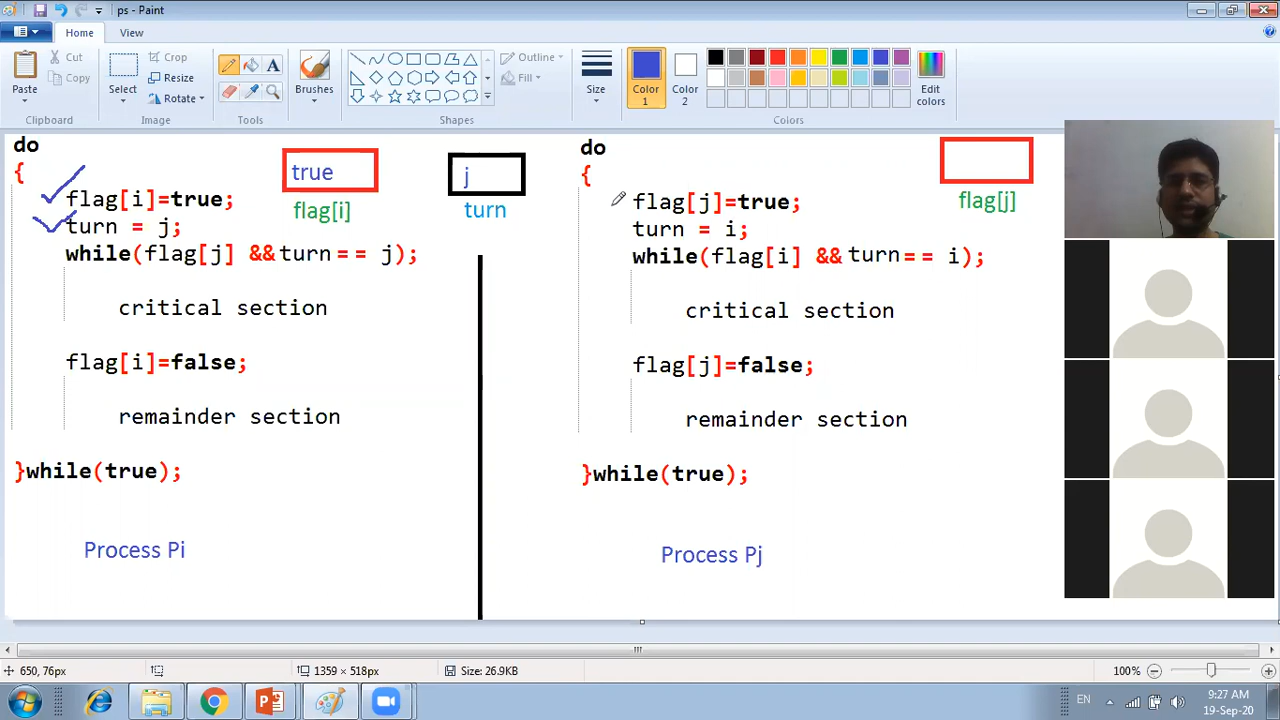 ps - Paint
Home
View
Paste
Cut
Copy
Clipboard
Select
Crop
Resize
Rotate
Image
Tools
Brushes
Shapes
Outline
Fill
Size
Color 1
Color 2
Edit colors
Colors
do
{
flag[i]=true;
turn = j;
while(flag[j] &&turn== j);
critical section
flag[i]=false;
remainder section
}while(true);
Process Pi
true
flag[i]
j
turn
do
{
flag[j]=true;
turn = i;
while(flag[i] &&turn== i);
critical section
flag[j]=false;
remainder section
}while(true);
Process Pj
flag[j]
650, 76px
1359 × 518px
Size: 26.9KB
100%
EN
9:27 AM
19-Sep-20